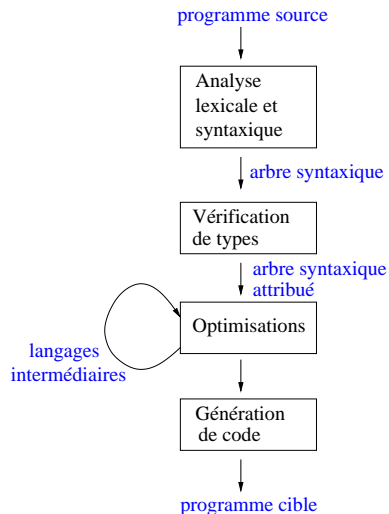 programme source
Analyse
lexicale et
syntaxique
arbre syntaxique
Vérification
de types
arbre syntaxique
attribué
Optimisations
langages
intermédiaires
Génération
de code
programme cible